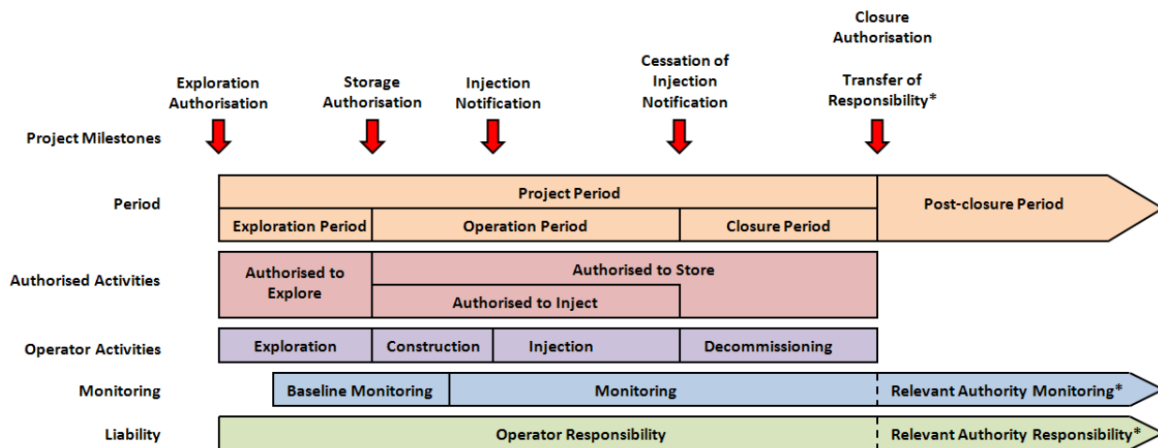 Closure
Authorisation
Transfer of
Responsibility*
Cessation of
Injection
Notification
Exploration
Authorisation
Storage
Authorisation
Injection
Notification
Project Milestones
Period
Project Period
Post-closure Period
Exploration Period
Operation Period
Closure Period
Authorised Activities
Authorised to
Explore
Authorised to Store
Authorised to Inject
Operator Activities
Exploration
Construction
Injection
Decommissioning
Monitoring
Baseline Monitoring
Monitoring
Relevant Authority Monitoring*
Liability
Operator Responsibility
Relevant Authority Responsibility*